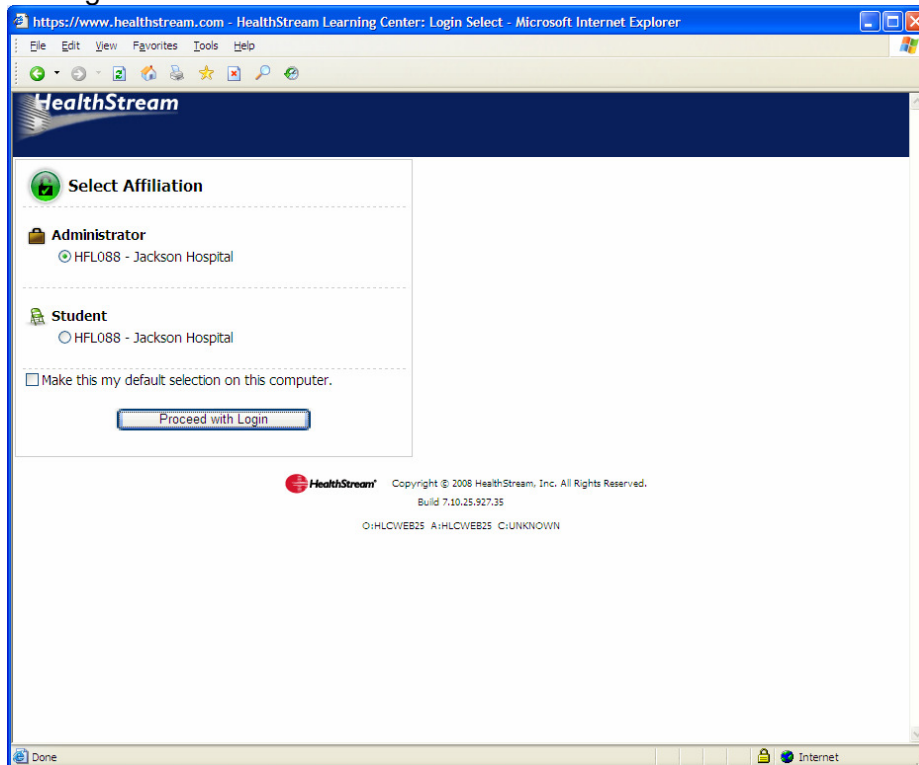 https://www.healthstream.com - HealthStream Learning Center: Login Select - Microsoft Internet Explorer
File Edit View Favorites Tools Help
HealthStream
Select Affiliation
Administrator
HFL088 - Jackson Hospital
Student
HFL088 - Jackson Hospital
Make this my default selection on this computer.
Proceed with Login
HealthStream Copyright © 2008 HealthStream, Inc. All Rights Reserved.
Build 7.10.25.927.35
O:HLCWEB25 A:HLCWEB25 C:UNKNOWN
Done Internet